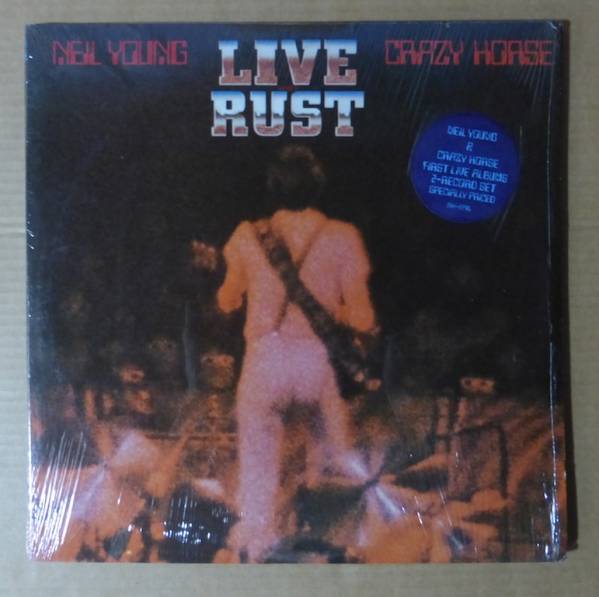 NEIL YOUNG
LIVE
RUST
CRAZY HORSE
NEIL YOUNG
&
CRAZY HORSE
FIRST LIVE ALBUMS
2-RECORD SET
SPECIALLY PRICED